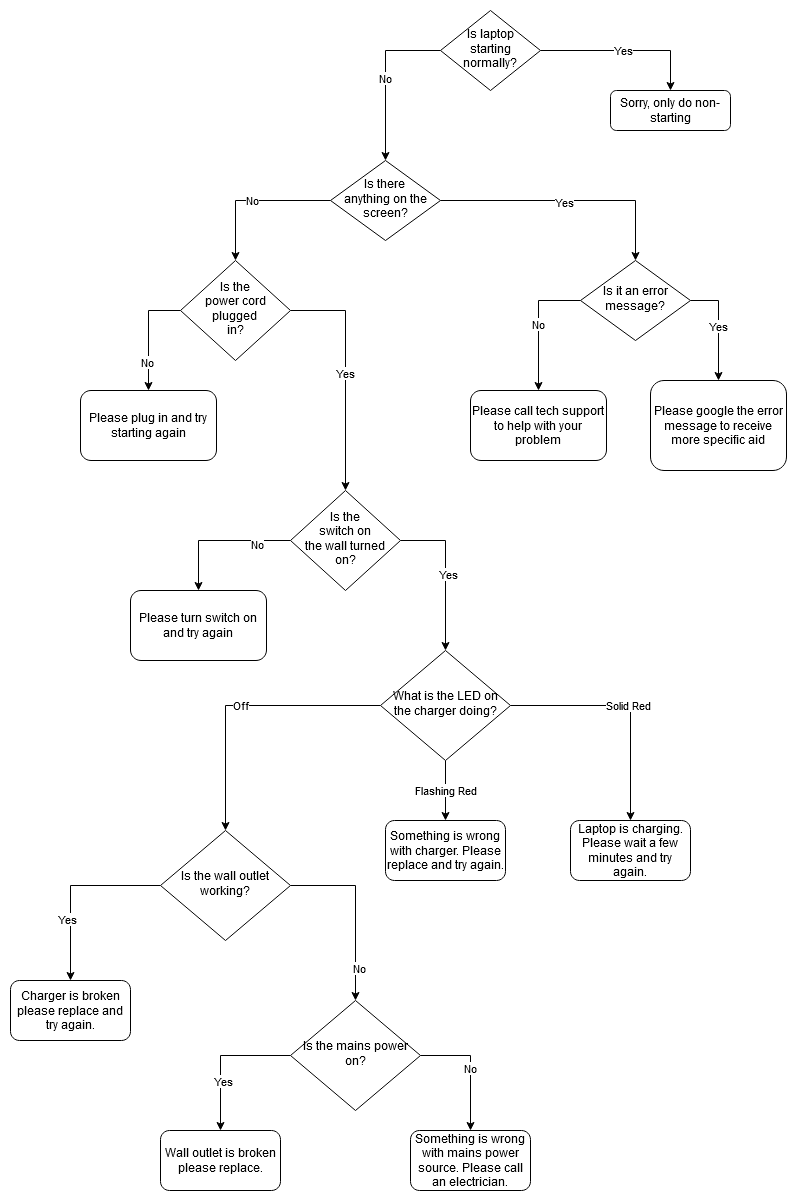 Is laptop
starting
normally?
No
Yes
Sorry, only do non-
starting
Is there
anything on the
screen?
No
Yes
Is the
power cord
plugged
in?
Is it an error
message?
No
Yes
No
Yes
Please plug in and try
starting again
Please call tech support
to help with your
problem
Please google the error
message to receive
more specific aid
Is the
switch on
the wall turned
on?
No
Yes
Please turn switch on
and try again
What is the LED on
the charger doing?
Off
Solid Red
Flashing Red
Something is wrong
with charger. Please
replace and try again.
Laptop is charging.
Please wait a few
minutes and try
again.
Is the wall outlet
working?
Yes
No
Charger is broken
please replace and
try again.
Is the mains power
on?
Yes
No
Wall outlet is broken
please replace.
Something is wrong
with mains power
source. Please call
an electrician.